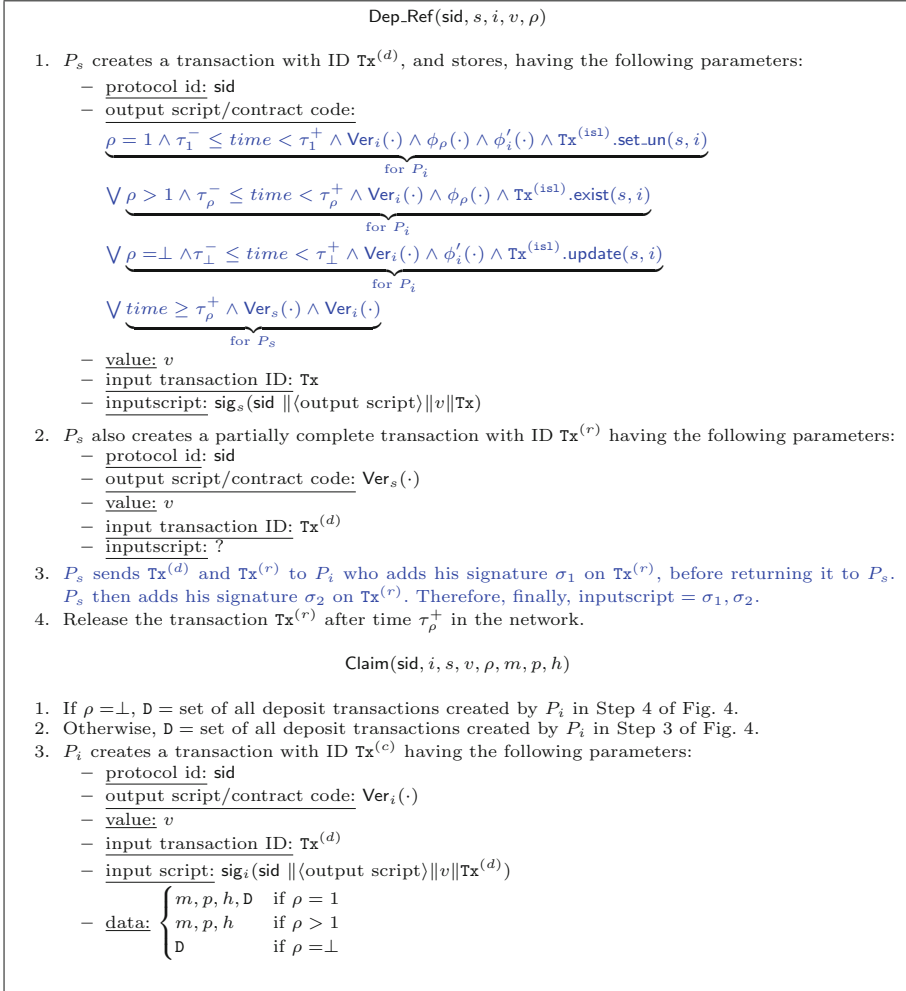 Dep_Ref(sid, s, i, v, ρ)
1. P_s creates a transaction with ID Tx^(d), and stores, having the following parameters:
– protocol id: sid
– output script/contract code:
ρ = 1 ∧ τ_1^− ≤ time < τ_1^+ ∧ Ver_i(·) ∧ ϕ_ρ(·) ∧ ϕ'_i(·) ∧ Tx^(isl).set_un(s, i)
for P_i
⋁ ρ > 1 ∧ τ_ρ^− ≤ time < τ_ρ^+ ∧ Ver_i(·) ∧ ϕ_ρ(·) ∧ Tx^(isl).exist(s, i)
for P_i
⋁ ρ =⊥ ∧τ_⊥^− ≤ time < τ_⊥^+ ∧ Ver_i(·) ∧ ϕ'_i(·) ∧ Tx^(isl).update(s, i)
for P_i
⋁ time ≥ τ_ρ^+ ∧ Ver_s(·) ∧ Ver_i(·)
for P_s
– value: v
– input transaction ID: Tx
– inputscript: sig_s(sid ∥⟨output script⟩∥v∥Tx)
2. P_s also creates a partially complete transaction with ID Tx^(r) having the following parameters:
– protocol id: sid
– output script/contract code: Ver_s(·)
– value: v
– input transaction ID: Tx^(d)
– inputscript: ?
3. P_s sends Tx^(d) and Tx^(r) to P_i who adds his signature σ_1 on Tx^(r), before returning it to P_s.
P_s then adds his signature σ_2 on Tx^(r). Therefore, finally, inputscript = σ_1, σ_2.
4. Release the transaction Tx^(r) after time τ_ρ^+ in the network.
Claim(sid, i, s, v, ρ, m, p, h)
1. If ρ =⊥, D = set of all deposit transactions created by P_i in Step 4 of Fig. 4.
2. Otherwise, D = set of all deposit transactions created by P_i in Step 3 of Fig. 4.
3. P_i creates a transaction with ID Tx^(c) having the following parameters:
– protocol id: sid
– output script/contract code: Ver_i(·)
– value: v
– input transaction ID: Tx^(d)
– input script: sig_i(sid ∥⟨output script⟩∥v∥Tx^(d))
– data: { m, p, h, D if ρ = 1
m, p, h if ρ > 1
D if ρ =⊥